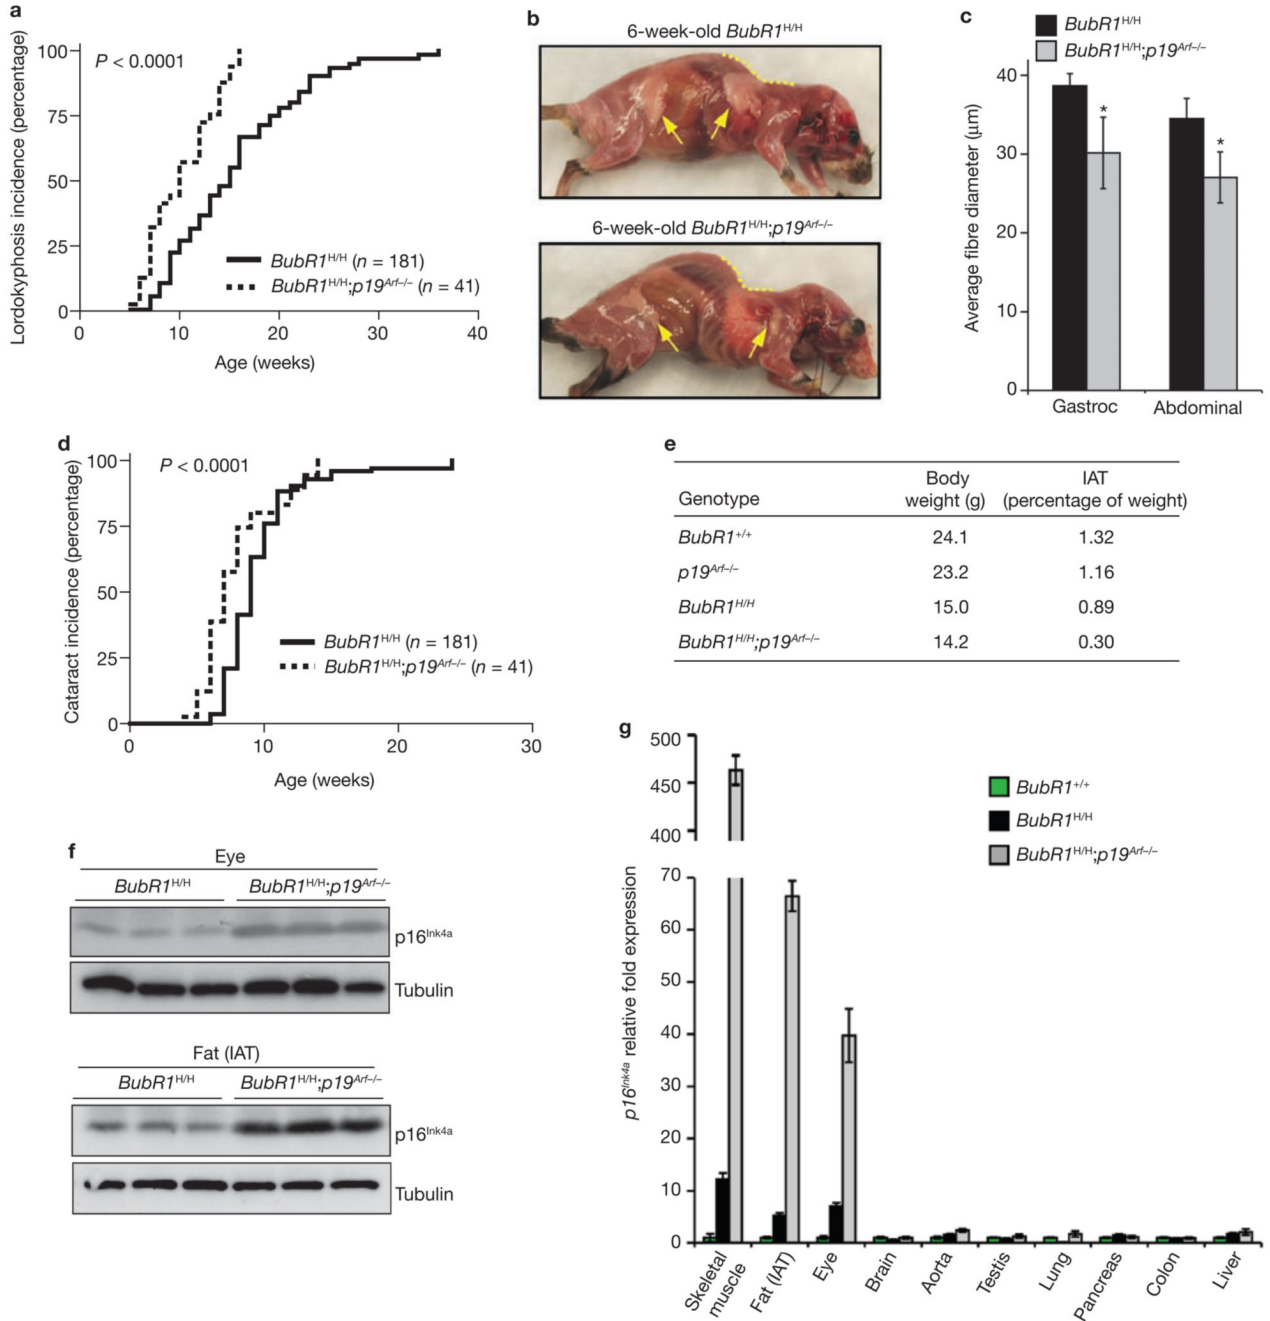 a
Lordokyphosis incidence (percentage)
100
75
50
25
0
P < 0.0001
BubR1H/H (n = 181)
BubR1H/H;p19Arf–/– (n = 41)
0 10 20 30 40
Age (weeks)
b
6-week-old BubR1H/H
6-week-old BubR1H/H;p19Arf–/–
c
BubR1H/H
BubR1H/H;p19Arf–/–
Average fibre diameter (µm)
40
30
20
10
0
*
*
Gastroc Abdominal
d
Cataract incidence (percentage)
100
75
50
25
0
P < 0.0001
BubR1H/H (n = 181)
BubR1H/H;p19Arf–/– (n = 41)
0 10 20 30
Age (weeks)
e
Genotype Body weight (g) IAT (percentage of weight)
BubR1+/+ 24.1 1.32
p19Arf–/– 23.2 1.16
BubR1H/H 15.0 0.89
BubR1H/H;p19Arf–/– 14.2 0.30
f
Eye
BubR1H/H BubR1H/H;p19Arf–/–
p16Ink4a
Tubulin
Fat (IAT)
BubR1H/H BubR1H/H;p19Arf–/–
p16Ink4a
Tubulin
g
p16Ink4a relative fold expression
500
450
400
70
60
50
40
30
20
10
0
BubR1+/+
BubR1H/H
BubR1H/H;p19Arf–/–
Skeletal muscle
Fat (IAT)
Eye
Brain
Aorta
Testis
Lung
Pancreas
Colon
Liver